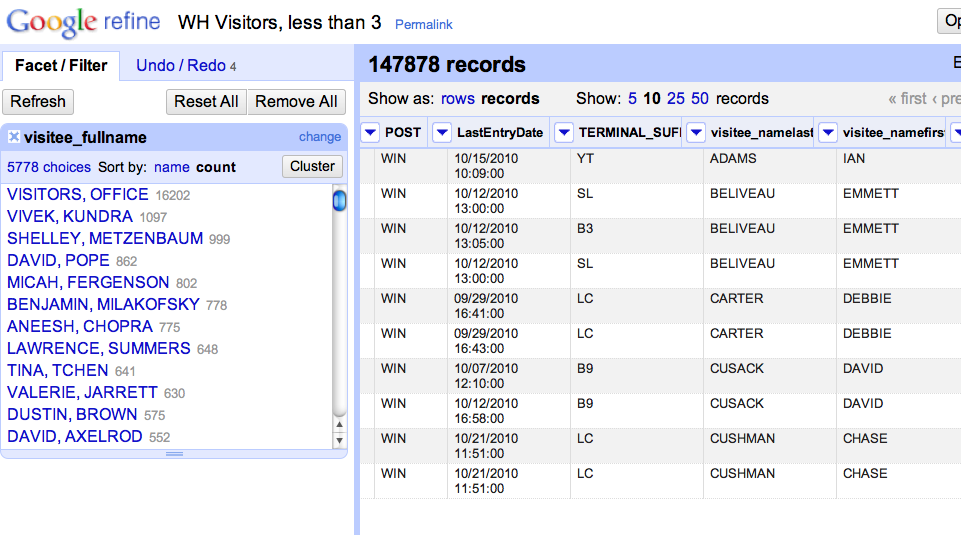 Google refine WH Visitors, less than 3 Permalink
Facet / Filter Undo / Redo 4
Refresh Reset All Remove All
visitee_fullname change
5778 choices Sort by: name count Cluster
VISITORS, OFFICE 16202
VIVEK, KUNDRA 1097
SHELLEY, METZENBAUM 999
DAVID, POPE 862
MICAH, FERGENSON 802
BENJAMIN, MILAKOFSKY 778
ANEESH, CHOPRA 775
LAWRENCE, SUMMERS 648
TINA, TCHEN 641
VALERIE, JARRETT 630
DUSTIN, BROWN 575
DAVID, AXELROD 552
147878 records
Show as: rows records Show: 5 10 25 50 records « first ‹ pre
POST LastEntryDate TERMINAL_SUFI visitee_namelast visitee_namefirs
WIN 10/15/2010 YT ADAMS IAN
10:09:00
WIN 10/12/2010 SL BELIVEAU EMMETT
13:00:00
WIN 10/12/2010 B3 BELIVEAU EMMETT
13:05:00
WIN 10/12/2010 SL BELIVEAU EMMETT
13:00:00
WIN 09/29/2010 LC CARTER DEBBIE
16:41:00
WIN 09/29/2010 LC CARTER DEBBIE
16:43:00
WIN 10/07/2010 B9 CUSACK DAVID
12:10:00
WIN 10/12/2010 B9 CUSACK DAVID
16:58:00
WIN 10/21/2010 LC CUSHMAN CHASE
11:51:00
WIN 10/21/2010 LC CUSHMAN CHASE
11:51:00